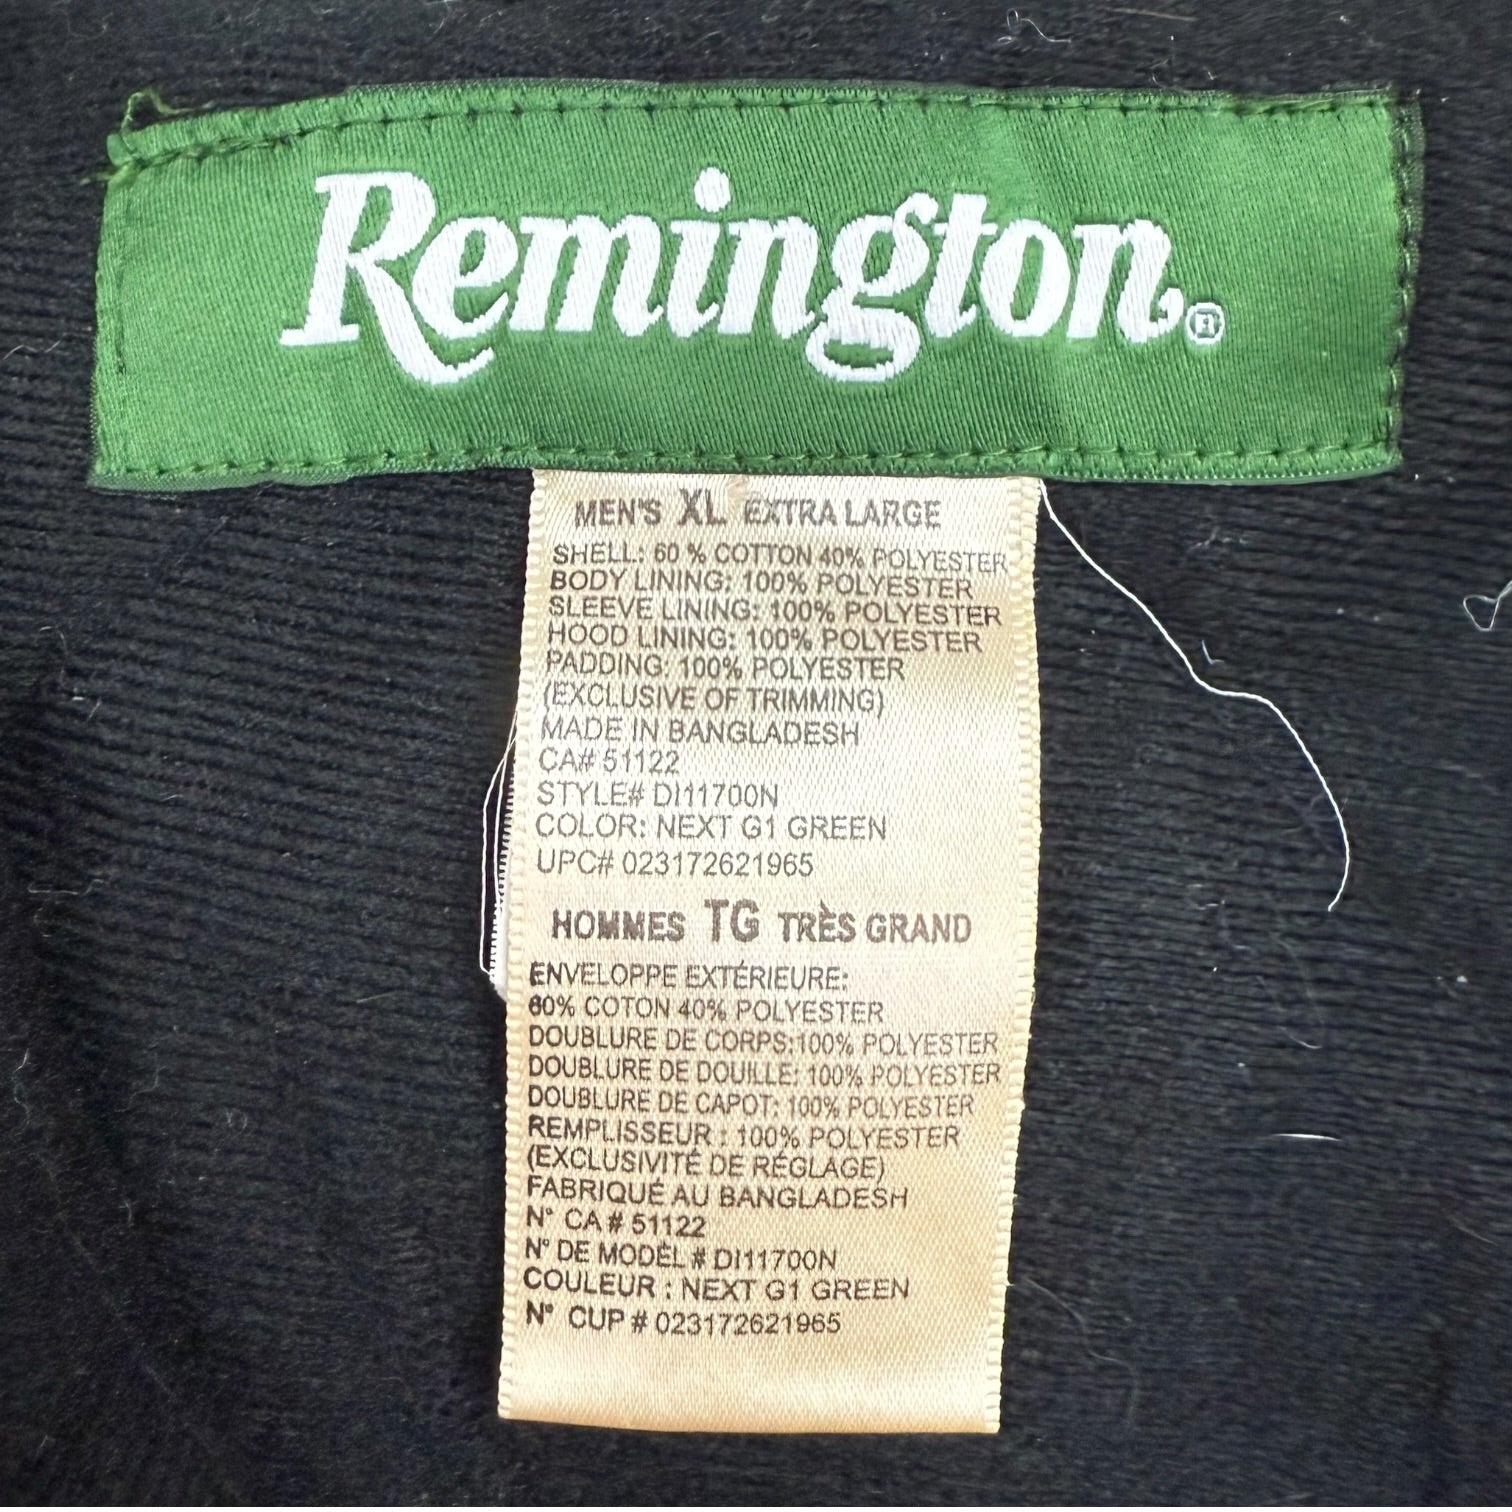 Remington®
MEN'S XL EXTRA LARGE
SHELL: 60 % COTTON 40% POLYESTER
BODY LINING: 100% POLYESTER
SLEEVE LINING: 100% POLYESTER
HOOD LINING: 100% POLYESTER
PADDING: 100% POLYESTER
(EXCLUSIVE OF TRIMMING)
MADE IN BANGLADESH
CA# 51122
STYLE# DI11700N
COLOR: NEXT G1 GREEN
UPC# 023172621965
HOMMES TG TRÈS GRAND
ENVELOPPE EXTÉRIEURE:
60% COTON 40% POLYESTER
DOUBLURE DE CORPS:100% POLYESTER
DOUBLURE DE DOUILLE: 100% POLYESTER
DOUBLURE DE CAPOT: 100% POLYESTER
REMPLISSEUR : 100% POLYESTER
(EXCLUSIVITÉ DE RÉGLAGE)
FABRIQUÉ AU BANGLADESH
N° CA # 51122
N° DE MODÈL # DI11700N
COULEUR : NEXT G1 GREEN
N° CUP # 023172621965